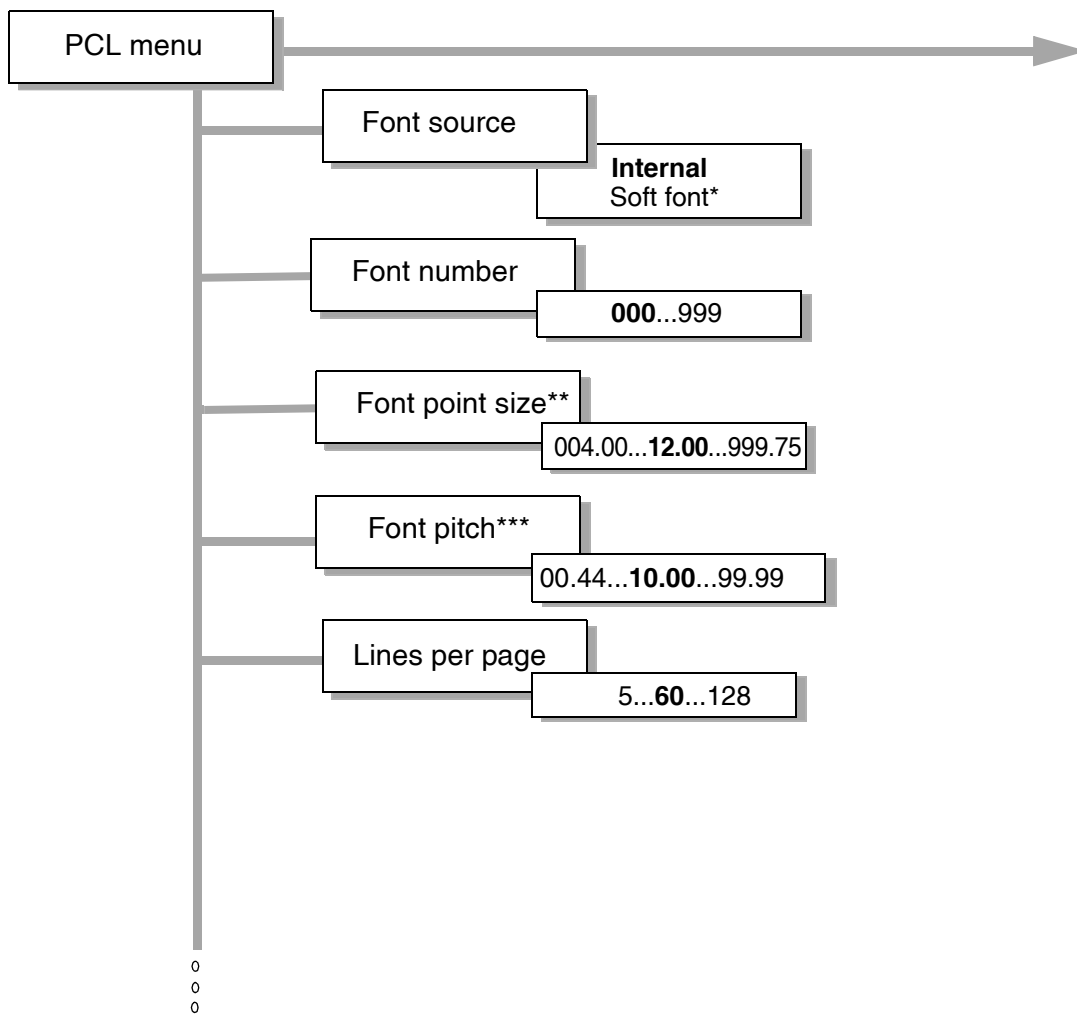 PCL menu
Font source
Internal
Soft font*
Font number
000...999
Font point size**
004.00...12.00...999.75
Font pitch***
00.44...10.00...99.99
Lines per page
5...60...128